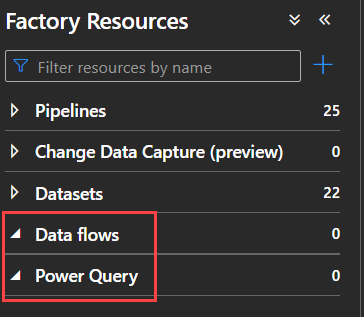 Factory Resources
Filter resources by name
Pipelines 25
Change Data Capture (preview) 0
Datasets 22
Data flows 0
Power Query 0